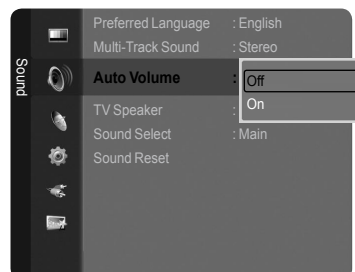 Sound
Preferred Language : English
Multi-Track Sound : Stereo
Auto Volume :
Off
On
TV Speaker :
Sound Select : Main
Sound Reset